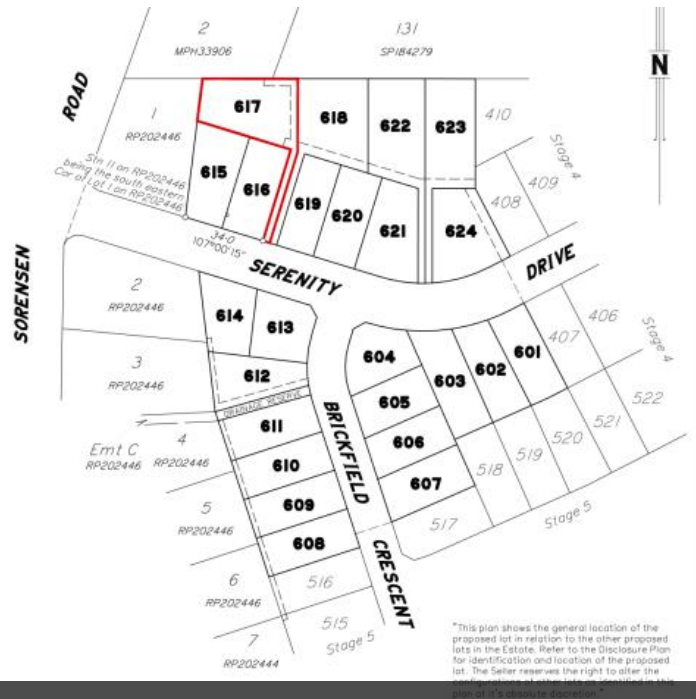 2
MPH33906
131
SP184279
N
ROAD
1
RP202446
617
618
622
623
410
Stage 4
615
616
619
620
621
624
408
409
Stn II on RP202446
being the south eastern
Cor of Lot I on RP202446
34·0
107°00'15"
SERENITY
DRIVE
SORENSEN
2
RP202446
614
613
604
603
602
601
407
406
Stage 4
3
RP202446
612
605
DRAINAGE RESERVE
611
606
522
521
520
519
518
Emt C
RP202446
4
RP202446
610
607
BRICKFIELD
5
RP202446
609
517
Stage 5
608
CRESCENT
6
RP202446
516
515
Stage 5
7
RP202444
"This plan shows the general location of the
proposed lot in relation to the other proposed
lots in the Estate. Refer to the Disclosure Plan
for identification and location of the proposed
lot. The Seller reserves the right to alter the
configurations of other lots as identified in this
plan at it's absolute discretion."